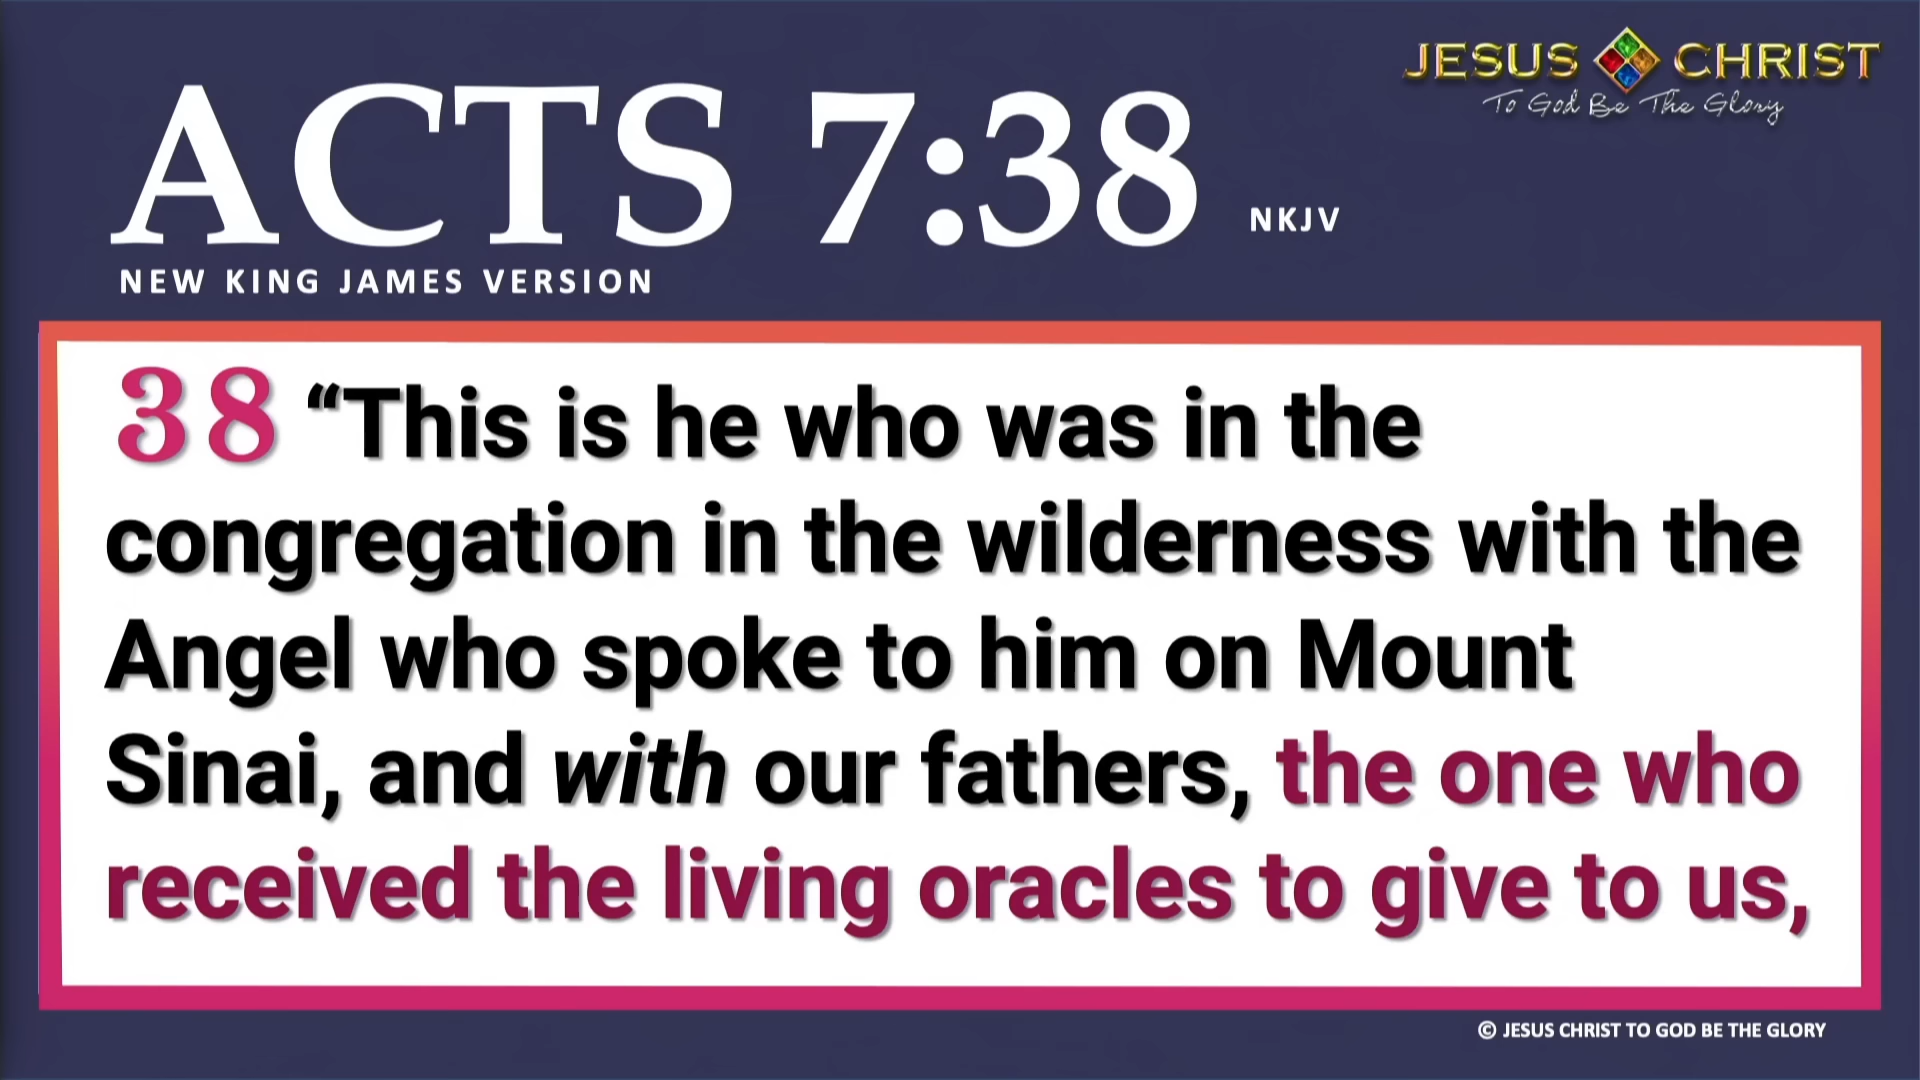 JESUS CHRIST
To God Be The Glory
ACTS 7:38 NKJV
NEW KING JAMES VERSION
38 “This is he who was in the
congregation in the wilderness with the
Angel who spoke to him on Mount
Sinai, and with our fathers, the one who
received the living oracles to give to us,
© JESUS CHRIST TO GOD BE THE GLORY